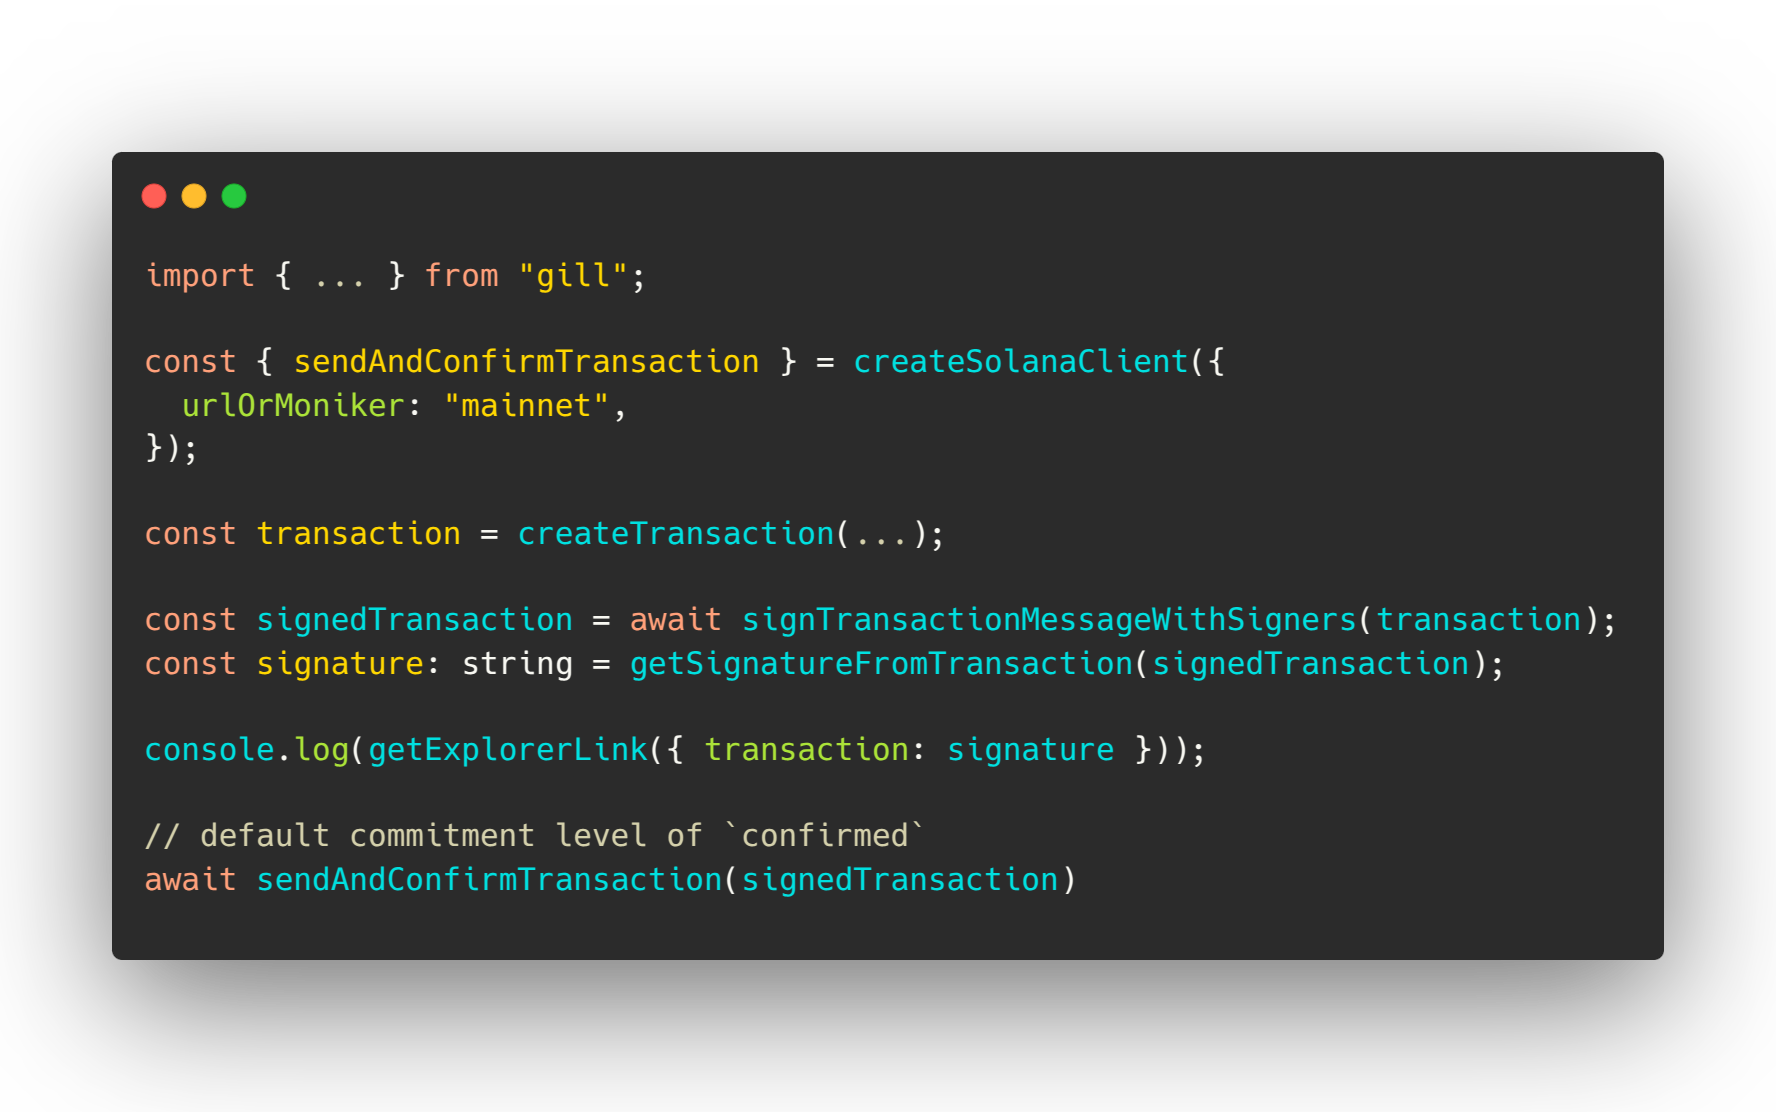 import { ... } from "gill";
const { sendAndConfirmTransaction } = createSolanaClient({
  urlOrMoniker: "mainnet",
});
const transaction = createTransaction(...);
const signedTransaction = await signTransactionMessageWithSigners(transaction);
const signature: string = getSignatureFromTransaction(signedTransaction);
console.log(getExplorerLink({ transaction: signature }));
// default commitment level of `confirmed`
await sendAndConfirmTransaction(signedTransaction)